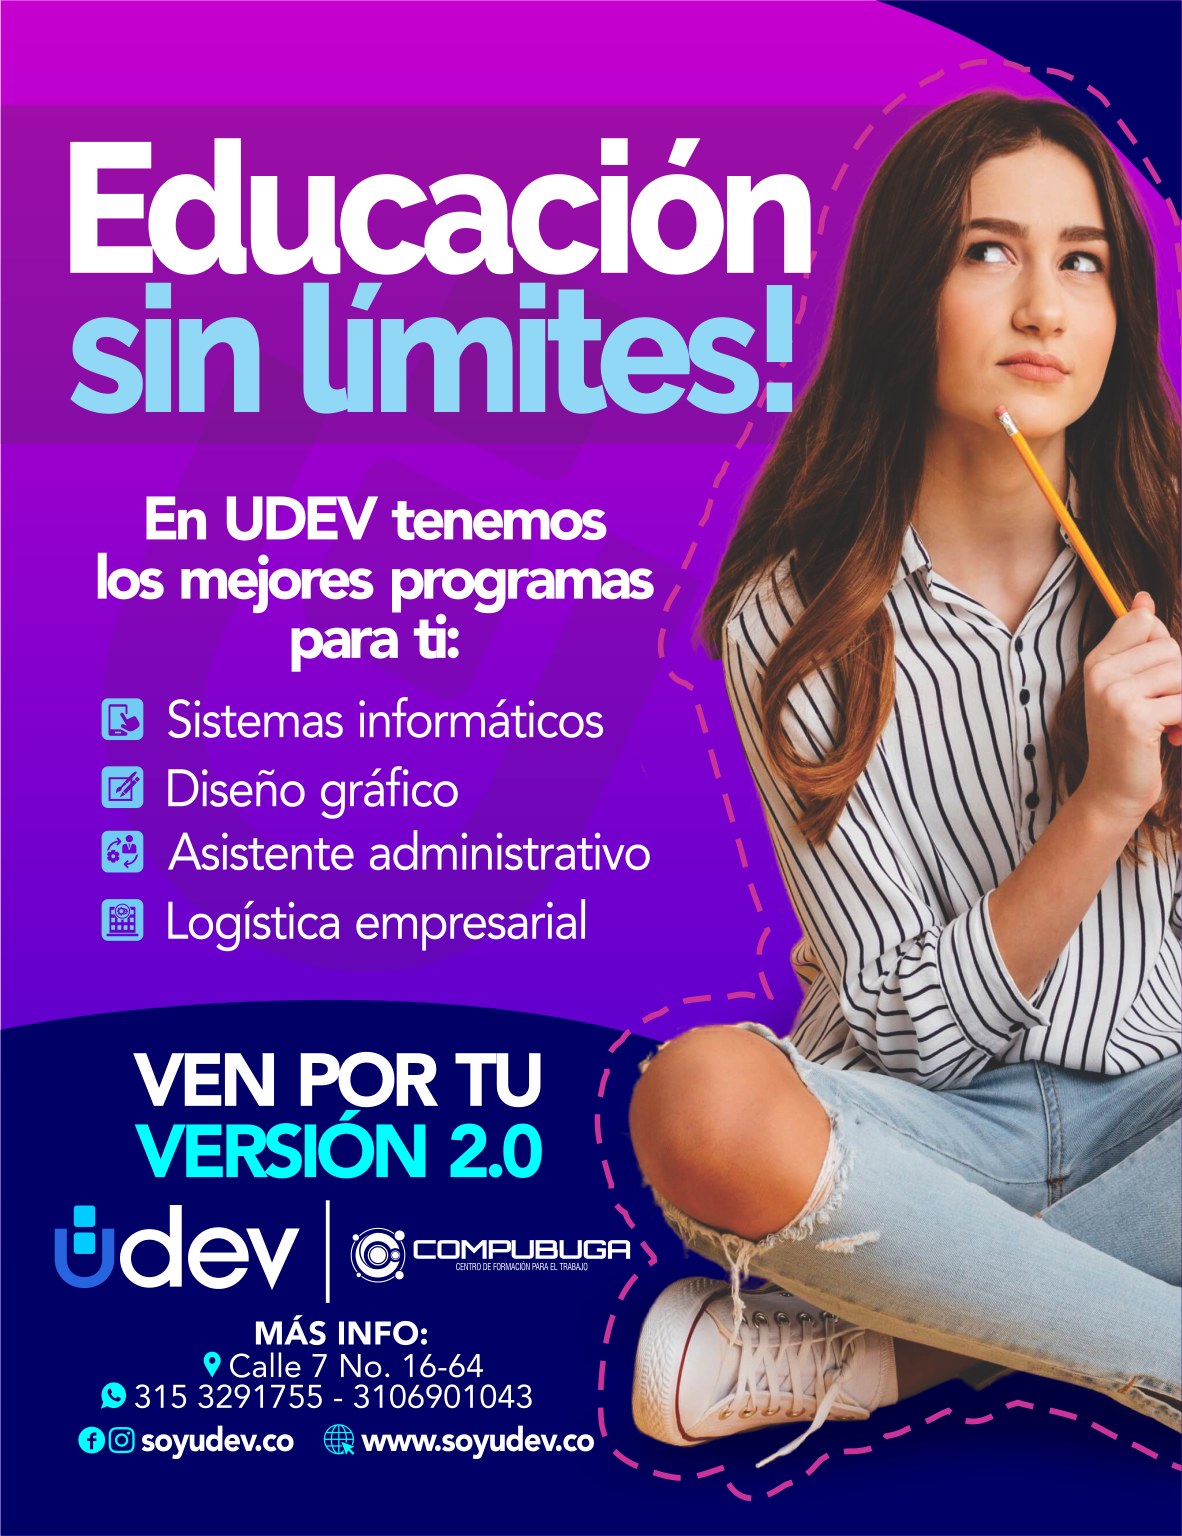 Educación
sin límites!
En UDEV tenemos
los mejores programas
para ti:
Sistemas informáticos
Diseño gráfico
Asistente administrativo
Logística empresarial
VEN POR TU
VERSIÓN 2.0
Udev
COMPUBUGA
CENTRO DE FORMACIÓN PARA EL TRABAJO
MÁS INFO:
Calle 7 No. 16-64
315 3291755 - 3106901043
soyudev.co www.soyudev.co